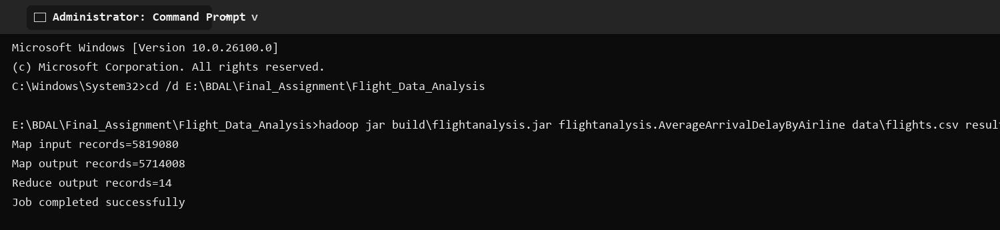 Administrator: Command Prompt v
Microsoft Windows [Version 10.0.26100.0]
(c) Microsoft Corporation. All rights reserved.
C:\Windows\System32>cd /d E:\BDAL\Final_Assignment\Flight_Data_Analysis
E:\BDAL\Final_Assignment\Flight_Data_Analysis>hadoop jar build\flightanalysis.jar flightanalysis.AverageArrivalDelayByAirline data\flights.csv resul
Map input records=5819080
Map output records=5714008
Reduce output records=14
Job completed successfully